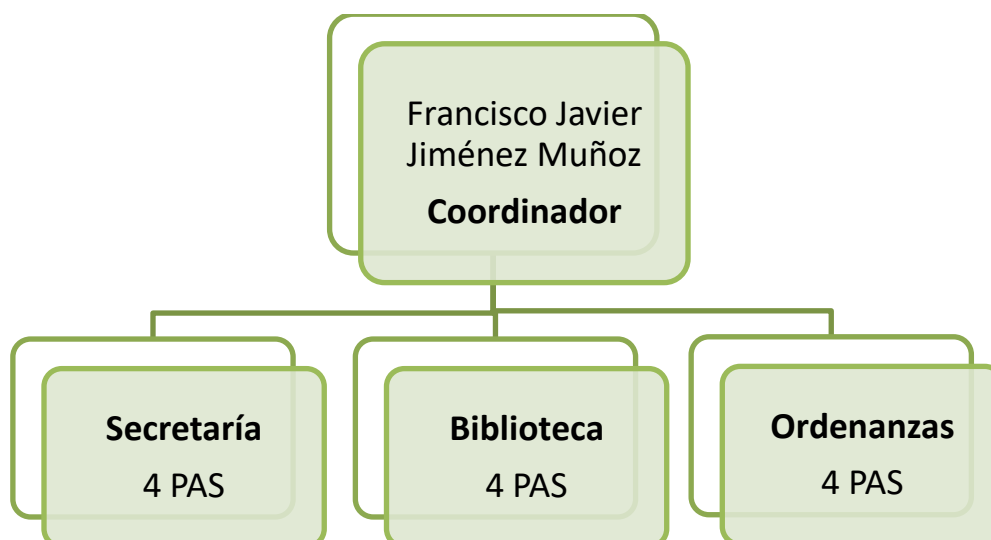 Francisco Javier
Jiménez Muñoz
Coordinador
Secretaría
4 PAS
Biblioteca
4 PAS
Ordenanzas
4 PAS